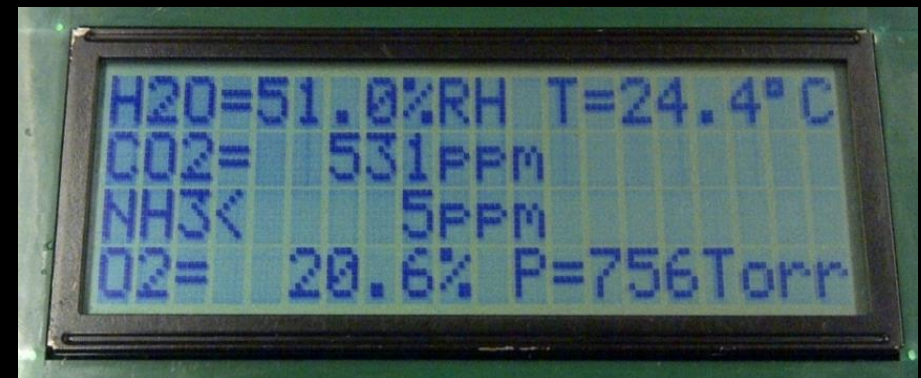 H2O=51.0%RH T=24.4°C
CO2=  531ppm
NH3<    5ppm
O2=  20.6% P=756Torr